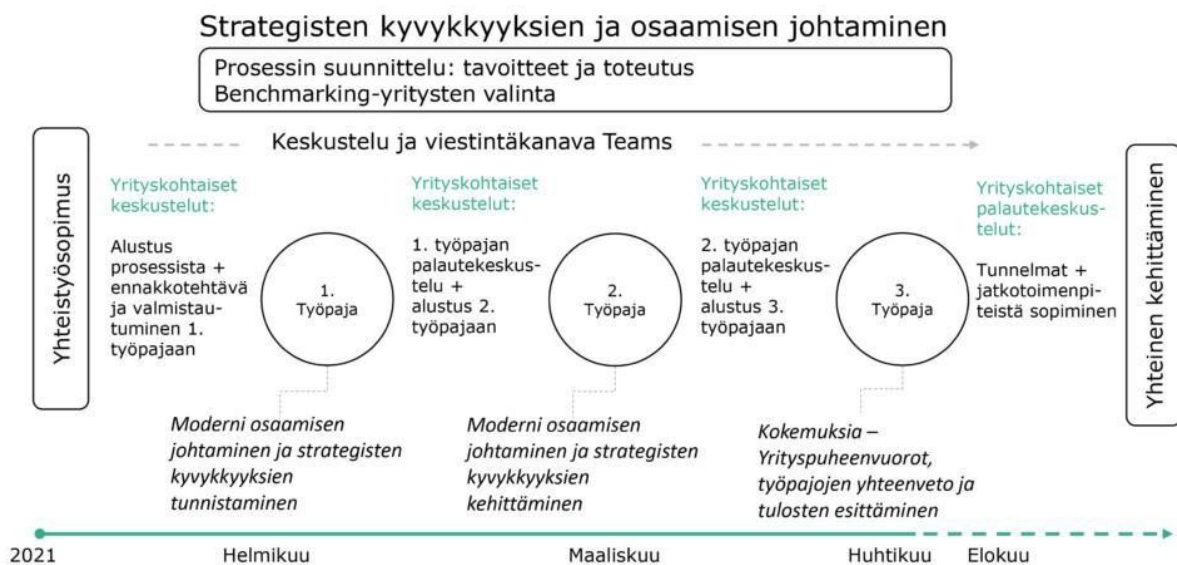 Strategisten kyvykkyyksien ja osaamisen johtaminen
Prosessin suunnittelu: tavoitteet ja toteutus
Benchmarking-yritysten valinta
Keskustelu ja viestintäkanava Teams
Yhteistyösopimus
Yrityskohtaiset
keskustelut:
Alustus
prosessista +
ennakkotehtävä
ja valmistau-
tuminen 1.
työpajaan
1.
Työpaja
Yrityskohtaiset
keskustelut:
1. työpajan
palautekeskus-
telu +
alustus 2.
työpajaan
2.
Työpaja
Yrityskohtaiset
keskustelut:
2. työpajan
palautekeskus-
telu +
alustus 3.
työpajaan
3.
Työpaja
Yrityskohtaiset
palautekeskus-
telut:
Tunnelmat +
jatkotoimenpi-
teistä sopiminen
Yhteinen kehittäminen
Moderni osaamisen
johtaminen ja strategisten
kyvykkyyksien
tunnistaminen
Moderni osaamisen
johtaminen ja strategisten
kyvykkyyksien
kehittäminen
Kokemuksia –
Yrityspuheenvuorot,
työpajojen yhteenveto ja
tulosten esittäminen
2021
Helmikuu
Maaliskuu
Huhtikuu
Elokuu